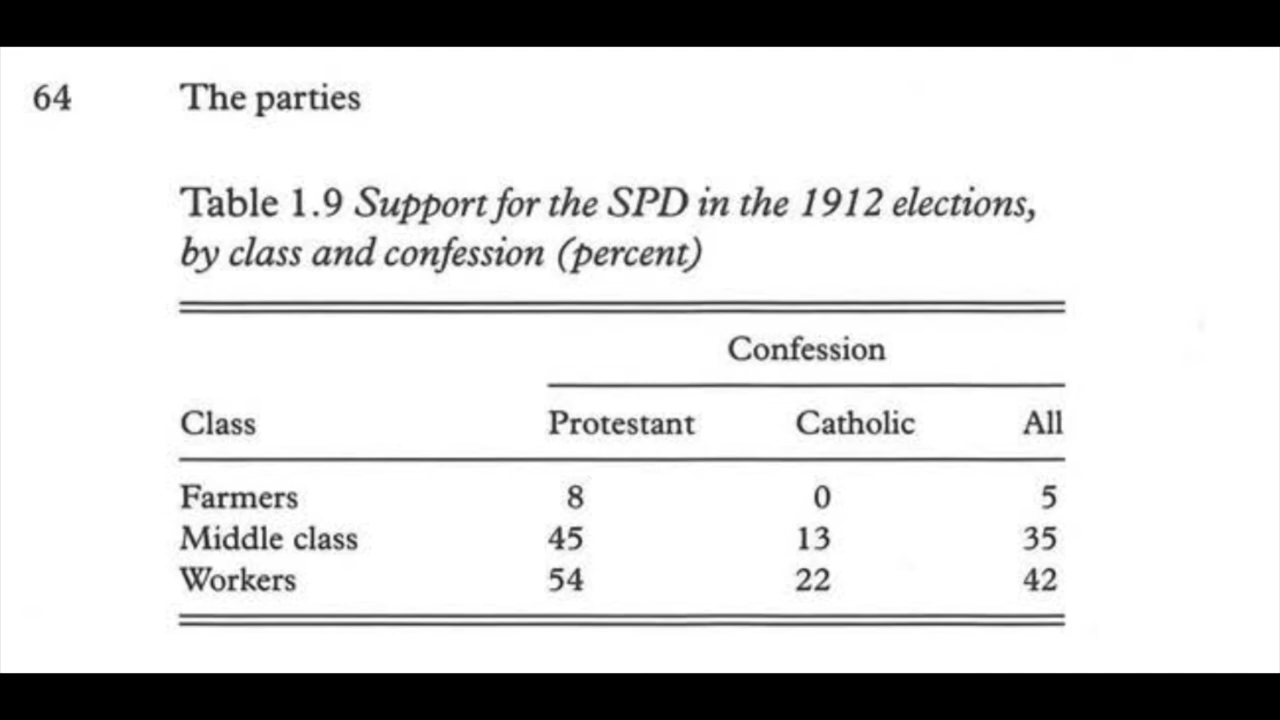 64 The parties
Table 1.9 Support for the SPD in the 1912 elections,
by class and confession (percent)
Confession
Class Protestant Catholic All
Farmers 8 0 5
Middle class 45 13 35
Workers 54 22 42